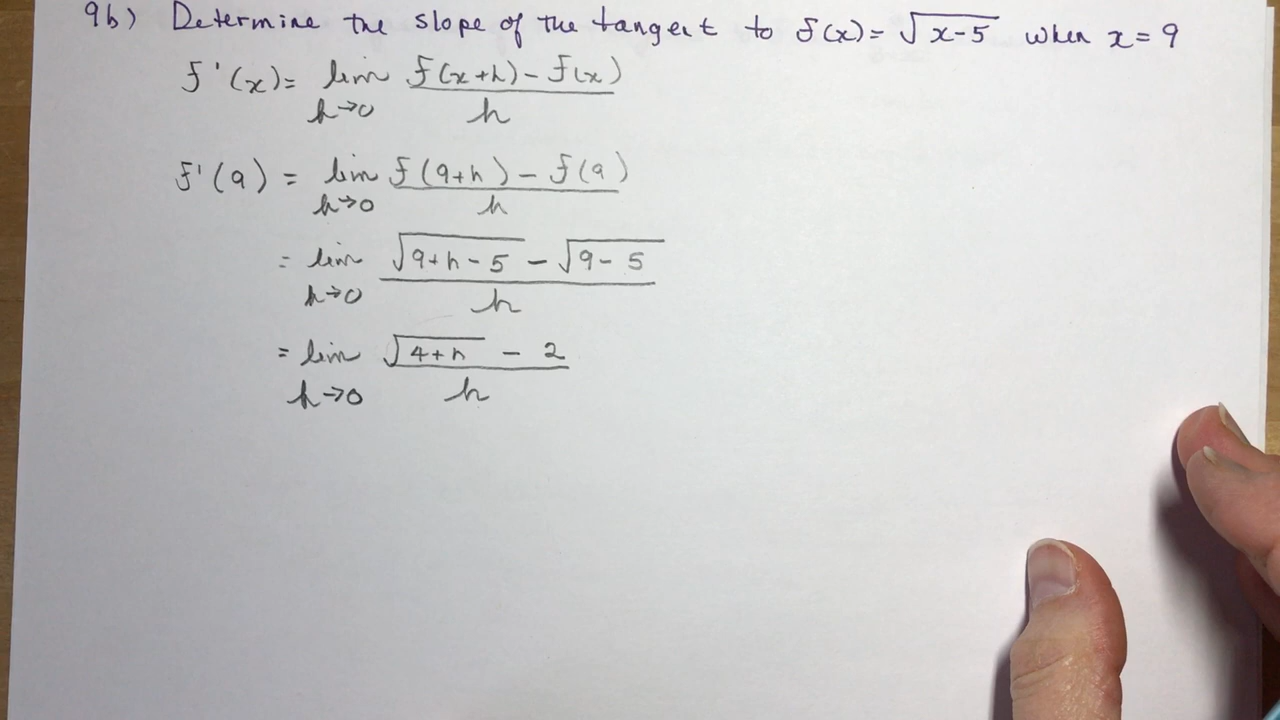 9b) Determine the slope of the tangent to f(x) = √(x-5) when x = 9
f'(x) = lim h→0 (f(x+h) - f(x))/h
f'(9) = lim h→0 (f(9+h) - f(9))/h
= lim h→0 (√(9+h-5) - √(9-5))/h
= lim h→0 (√(4+h) - 2)/h